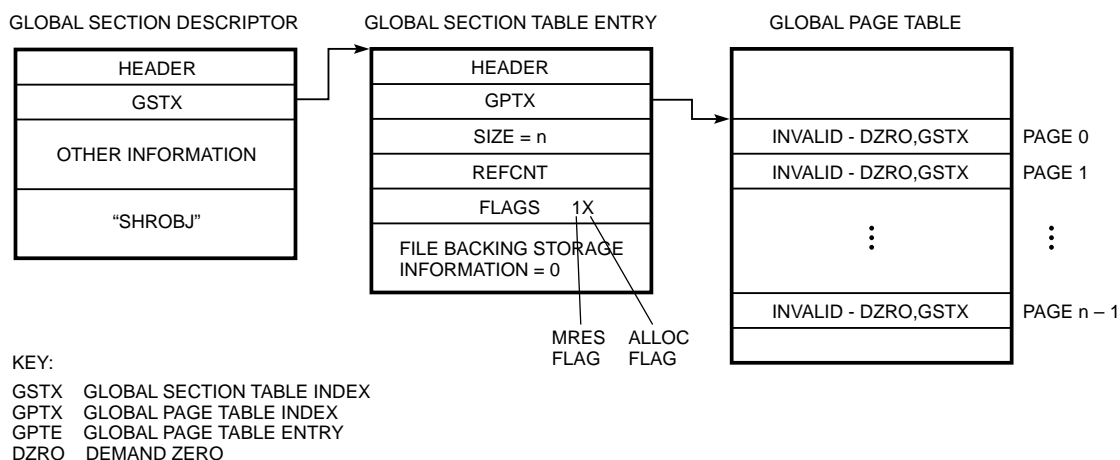 GLOBAL SECTION DESCRIPTOR
HEADER
GSTX
OTHER INFORMATION
“SHROBJ”
GLOBAL SECTION TABLE ENTRY
HEADER
GPTX
SIZE = n
REFCNT
FLAGS 1X
FILE BACKING STORAGE
INFORMATION = 0
MRES
FLAG
ALLOC
FLAG
GLOBAL PAGE TABLE
INVALID - DZRO,GSTX PAGE 0
INVALID - DZRO,GSTX PAGE 1
INVALID - DZRO,GSTX PAGE n – 1
KEY:
GSTX GLOBAL SECTION TABLE INDEX
GPTX GLOBAL PAGE TABLE INDEX
GPTE GLOBAL PAGE TABLE ENTRY
DZRO DEMAND ZERO